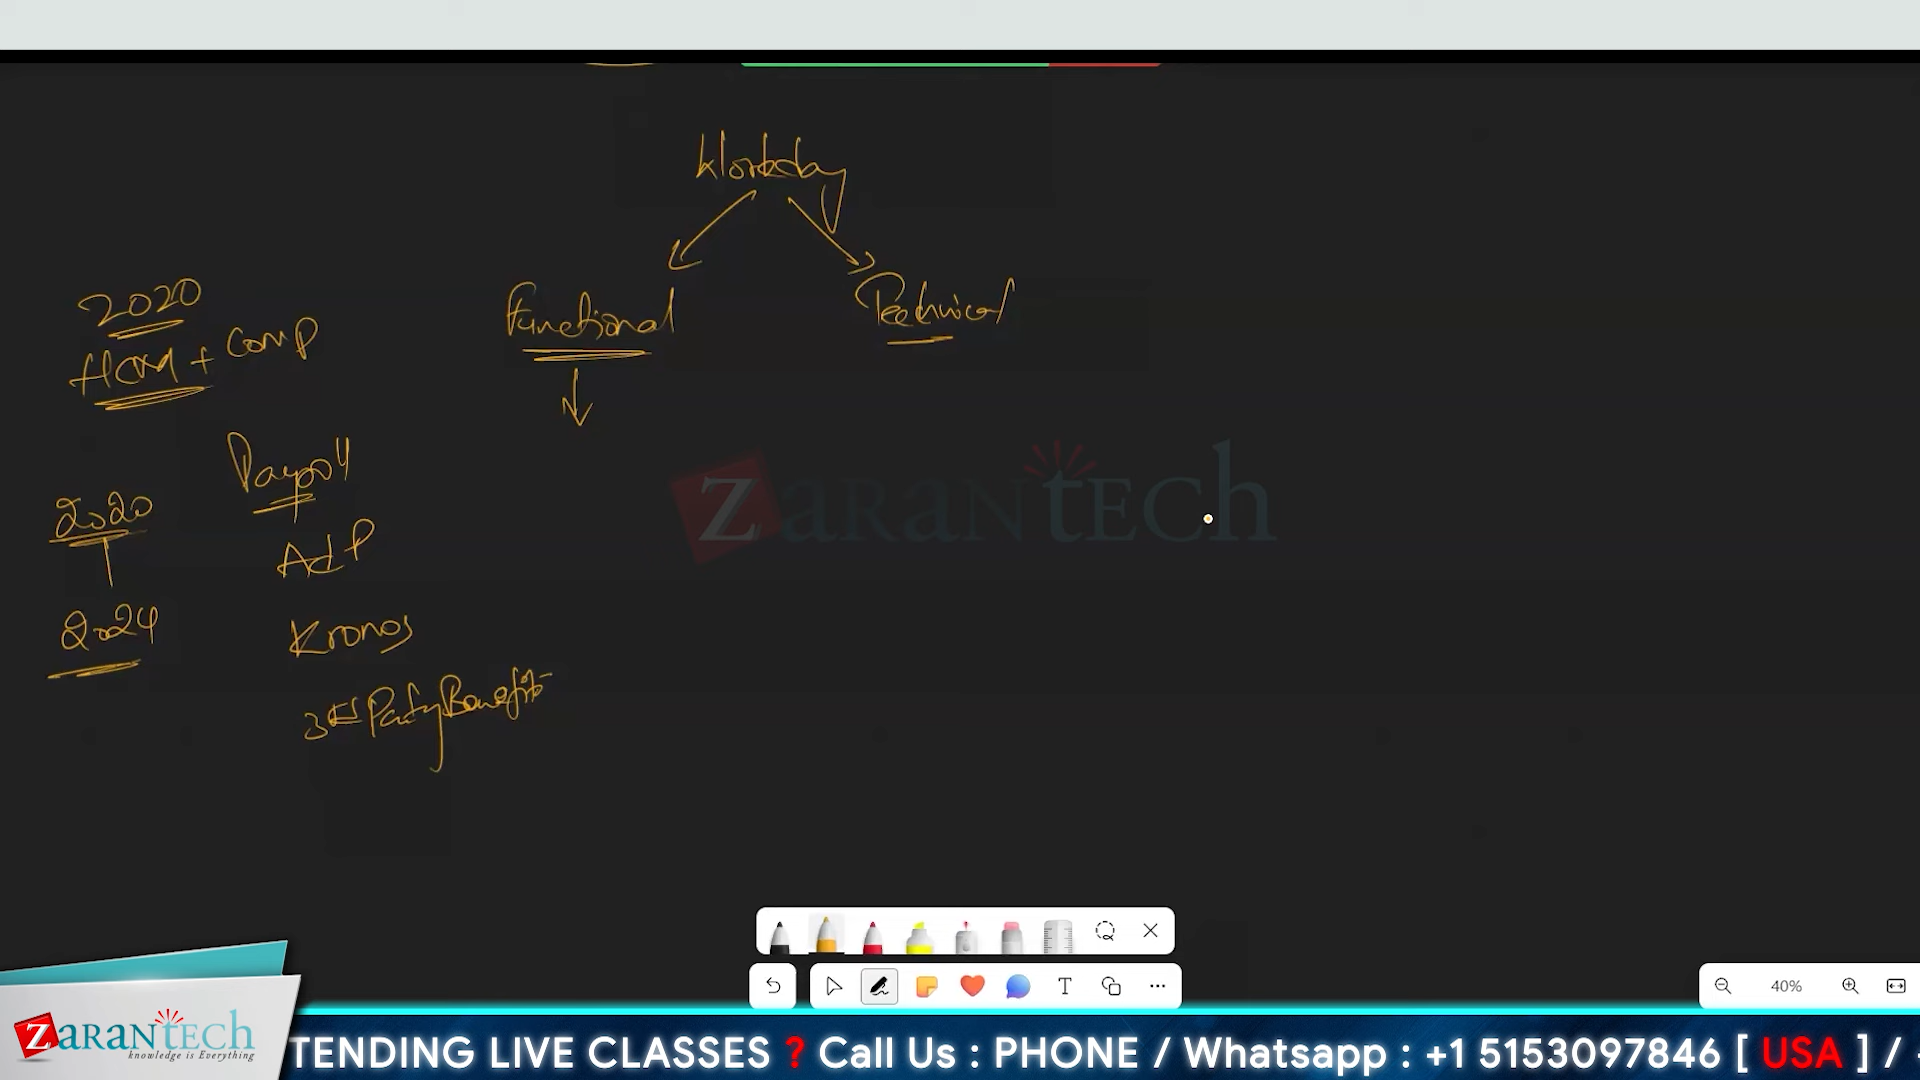 Workday
Functional
Technical
2020
HCM + Comp
Payroll
2020
ADP
2024
Kronos
3rd Party Benefits
ZARANTECH
40%
ZARANTECH
knowledge is Everything
TENDING LIVE CLASSES ❓ Call Us : PHONE / Whatsapp : +1 5153097846 [ USA ] /